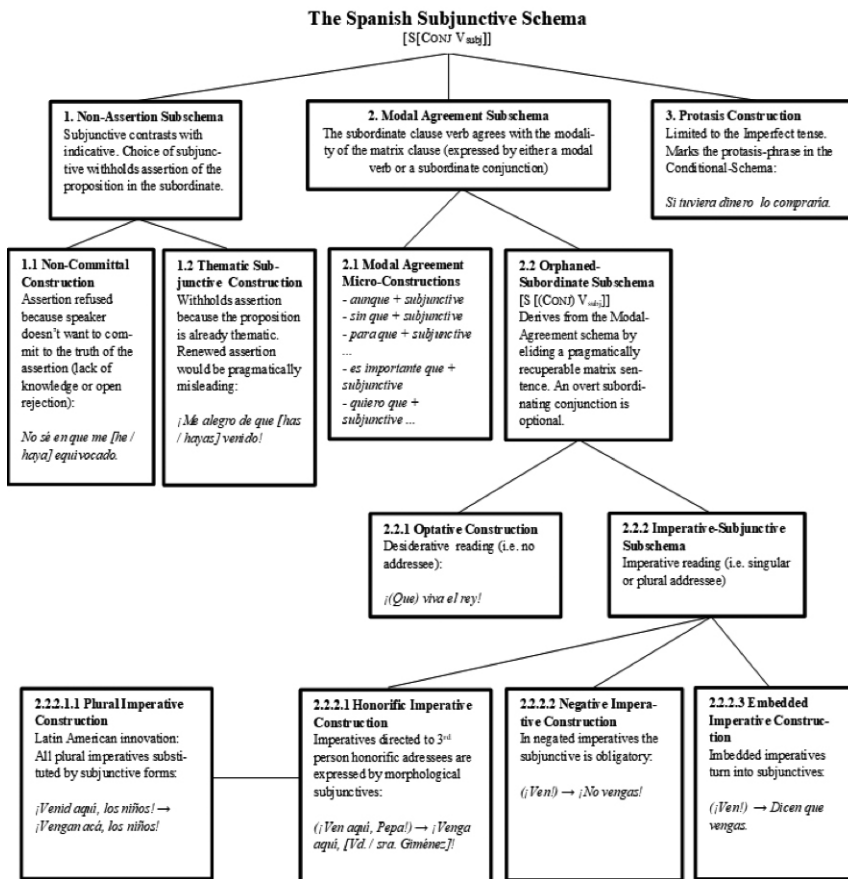 The Spanish Subjunctive Schema
[S[CONJ V subj]]
1. Non-Assertion Subschema
Subjunctive contrasts with
indicative. Choice of subjunc-
tive withholds assertion of the
proposition in the subordinate.
2. Modal Agreement Subschema
The subordinate clause verb agrees with the modali-
ty of the matrix clause (expressed by either a modal
verb or a subordinate conjunction)
3. Protasis Construction
Limited to the Imperfect tense.
Marks the protasis-phrase in the
Conditional-Schema:
Si tuviera dinero lo compraría.
1.1 Non-Committal
Construction
Assertion refused
because speaker
doesn't want to com-
mit to the truth of the
assertion (lack of
knowledge or open
rejection):
No sé en que me [he /
haya] equivocado.
1.2 Thematic Sub-
junctive Construction
Withholds assertion
because the proposition
is already thematic.
Renewed assertion
would be pragmatically
misleading:
¡Me alegro de que [has
/ hayas] venido!
2.1 Modal Agreement
Micro-Constructions
- aunque + subjunctive
- sin que + subjunctive
- para que + subjunctive
...
- es importante que +
subjunctive
- quiero que +
subjunctive ...
2.2 Orphaned-
Subordinate Subschema
[S [(CONJ) V subj]]
Derives from the Modal-
Agreement schema by
eliding a pragmatically
recuperable matrix sen-
tence. An overt subordi-
nating conjunction is
optional.
2.2.1 Optative Construction
Desiderative reading (i.e. no
addressee):
¡(Que) viva el rey!
2.2.2 Imperative-Subjunctive
Subschema
Imperative reading (i.e. singular
or plural addressee)
2.2.2.1.1 Plural Imperative
Construction
Latin American innovation:
All plural imperatives substi-
tuted by subjunctive forms:
¡Venid aquí, los niños! →
¡Vengan acá, los niños!
2.2.2.1 Honorific Imperative
Construction
Imperatives directed to 3rd
person honorific adressees are
expressed by morphological
subjunctives:
(¡Ven aquí, Pepa!) → ¡Venga
aquí, [Vd. / sra. Giménez]!
2.2.2.2 Negative Impera-
tive Construction
In negated imperatives the
subjunctive is obligatory:
(¡Ven!) → ¡No vengas!
2.2.2.3 Embedded
Imperative Construc-
tion
Embedded imperatives
turn into subjunctives:
(¡Ven!) → Dicen que
vengas.